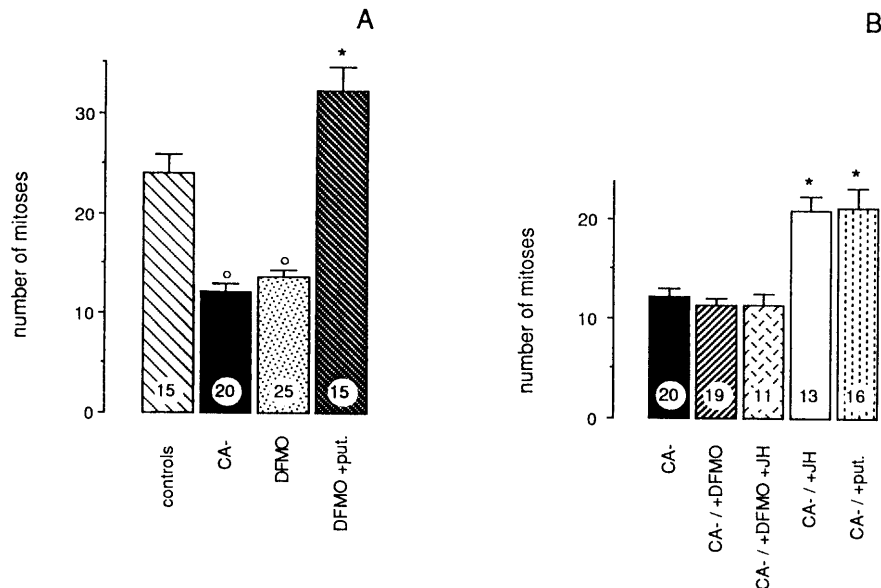 A
number of mitoses
30
20
10
0
*
o
o
15
20
25
15
controls
CA-
DFMO
DFMO +put.
B
number of mitoses
20
10
0
*
*
20
19
11
13
16
CA-
CA- / +DFMO
CA- / +DFMO +JH
CA- / +JH
CA- / +put.